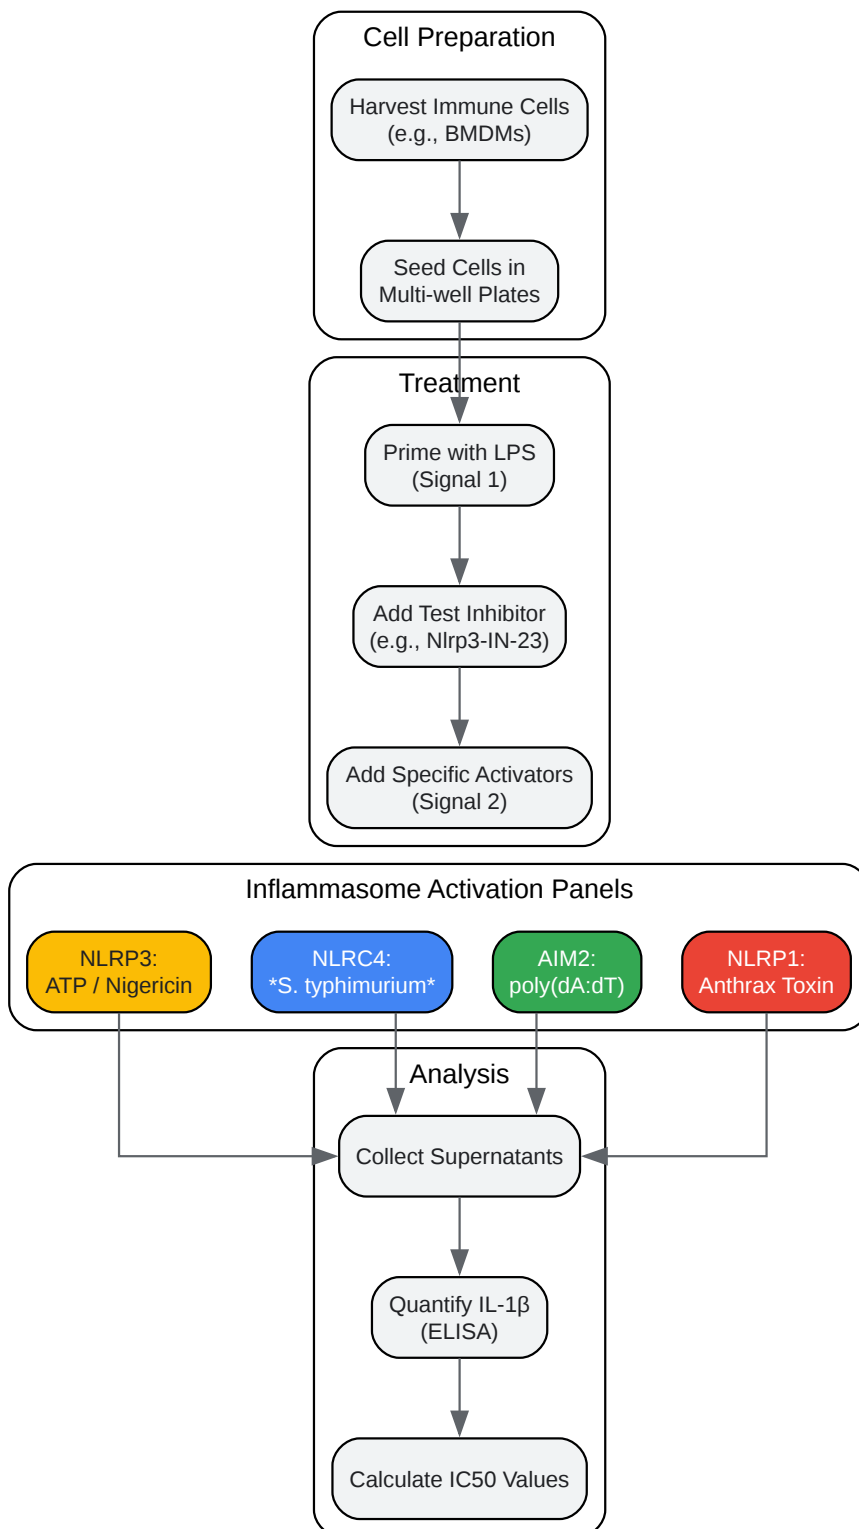 Cell Preparation
Harvest Immune Cells
(e.g., BMDMs)
Seed Cells in
Multi-well Plates
Treatment
Prime with LPS
(Signal 1)
Add Test Inhibitor
(e.g., Nlrp3-IN-23)
Add Specific Activators
(Signal 2)
Inflammasome Activation Panels
NLRP3:
ATP / Nigericin
NLRC4:
*S. typhimurium*
AIM2:
poly(dA:dT)
NLRP1:
Anthrax Toxin
Analysis
Collect Supernatants
Quantify IL-1β
(ELISA)
Calculate IC50 Values